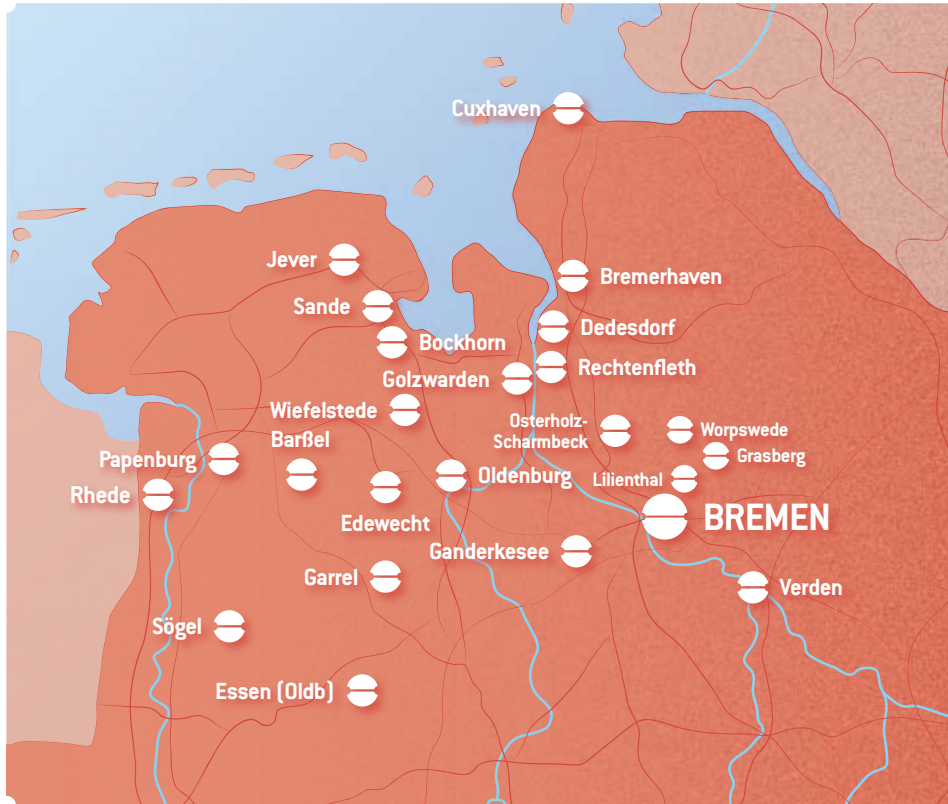 Cuxhaven
Jever
Bremerhaven
Sande
Dedesdorf
Bockhorn
Rechtenfleth
Golzwarden
Wiefelstede
Osterholz-
Scharmbeck
Worpswede
Barßel
Grasberg
Papenburg
Oldenburg
Lilienthal
Rhede
Edewecht
BREMEN
Ganderkesee
Garrel
Verden
Sögel
Essen (Oldb)